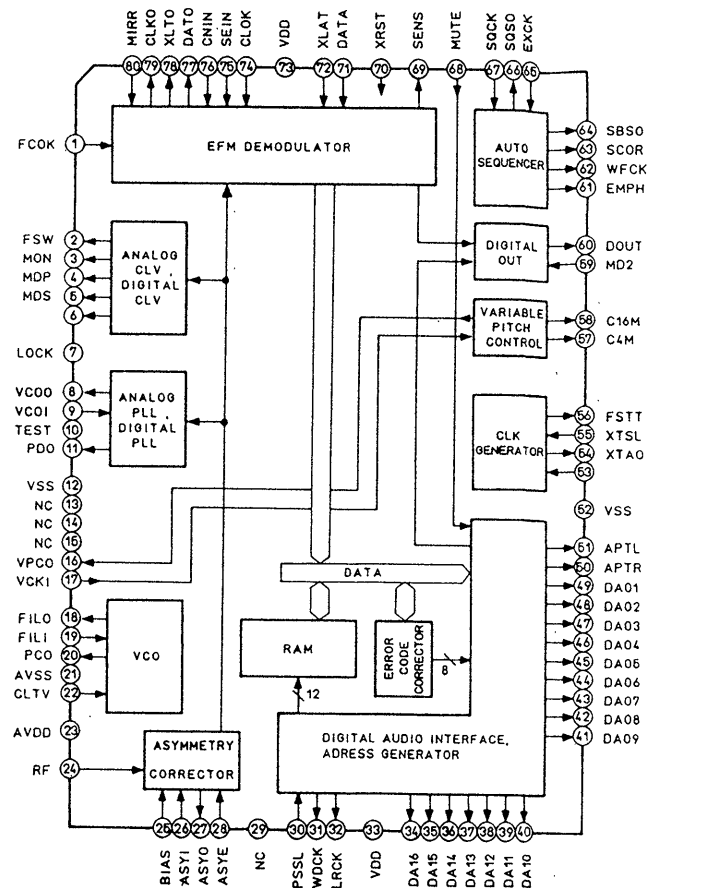 MIRR CLKO XLTO DATO CNIN SEIN CLOK VDD XLAT DATA XRST SENS MUTE SQCK SQSO EXCK
80 79 78 77 76 75 74 73 72 71 70 69 68 67 66 65
FCOK 1
EFM DEMODULATOR
AUTO
SEQUENCER
64 SBSO
63 SCOR
62 WFCK
61 EMPH
FSW 2
MON 3
MDP 4
MDS 5
6
ANALOG
CLV ,
DIGITAL
CLV
DIGITAL
OUT
60 DOUT
59 MD2
VARIABLE
PITCH
CONTROL
58 C16M
57 C4M
LOCK 7
VCOO 8
VCOI 9
TEST 10
PDO 11
ANALOG
PLL ,
DIGITAL
PLL
CLK
GENERATOR
56 FSTT
55 XTSL
54 XTAO
53
VSS 12
NC 13
NC 14
NC 15
VPCO 16
VCKI 17
52 VSS
51 APTL
50 APTR
49 DA01
48 DA02
47 DA03
46 DA04
45 DA05
44 DA06
43 DA07
42 DA08
41 DA09
DATA
FILO 18
FILI 19
PCO 20
AVSS 21
CLTV 22
VCO
RAM
ERROR
CODE
CORRECTOR
8
12
AVDD 23
RF 24
ASYMMETRY
CORRECTOR
DIGITAL AUDIO INTERFACE,
ADRESS GENERATOR
25 26 27 28 29 30 31 32 33 34 35 36 37 38 39 40
BIAS ASYI ASYO ASYE NC PSSL WDCK LRCK VDD DA16 DA15 DA14 DA13 DA12 DA11 DA10